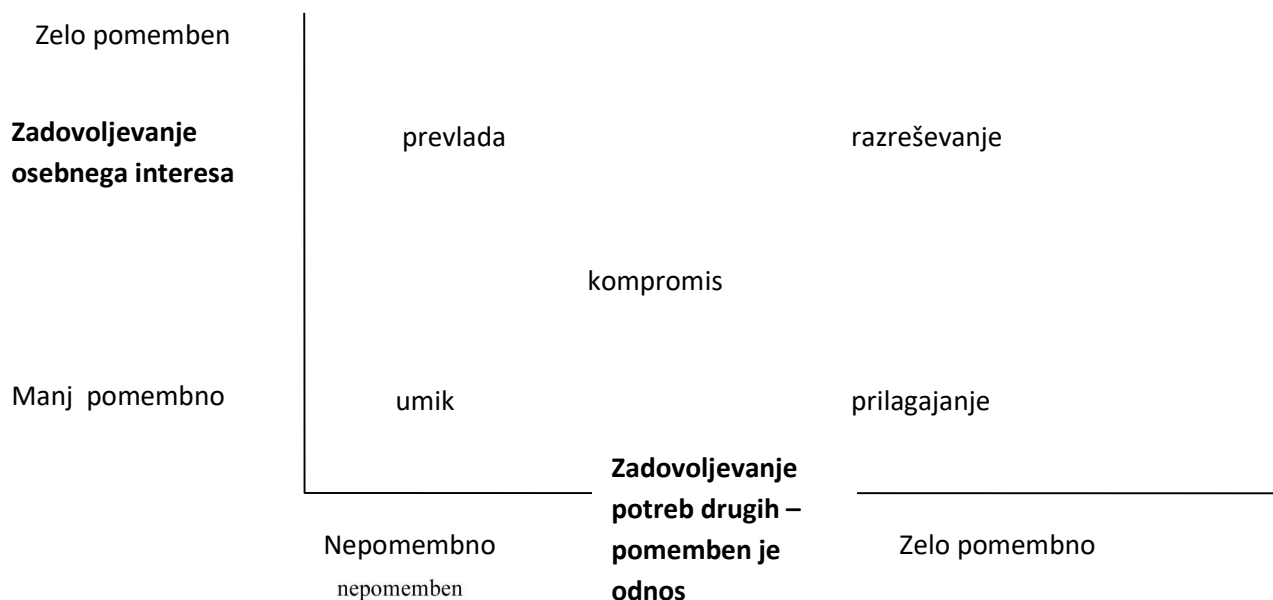 Zelo pomemben
Zadovoljevanje
osebnega interesa
prevlada
razreševanje
kompromis
Manj pomembno
umik
prilagajanje
Zadovoljevanje
potreb drugih –
pomemben je
odnos
Nepomembno
nepomemben
Zelo pomembno